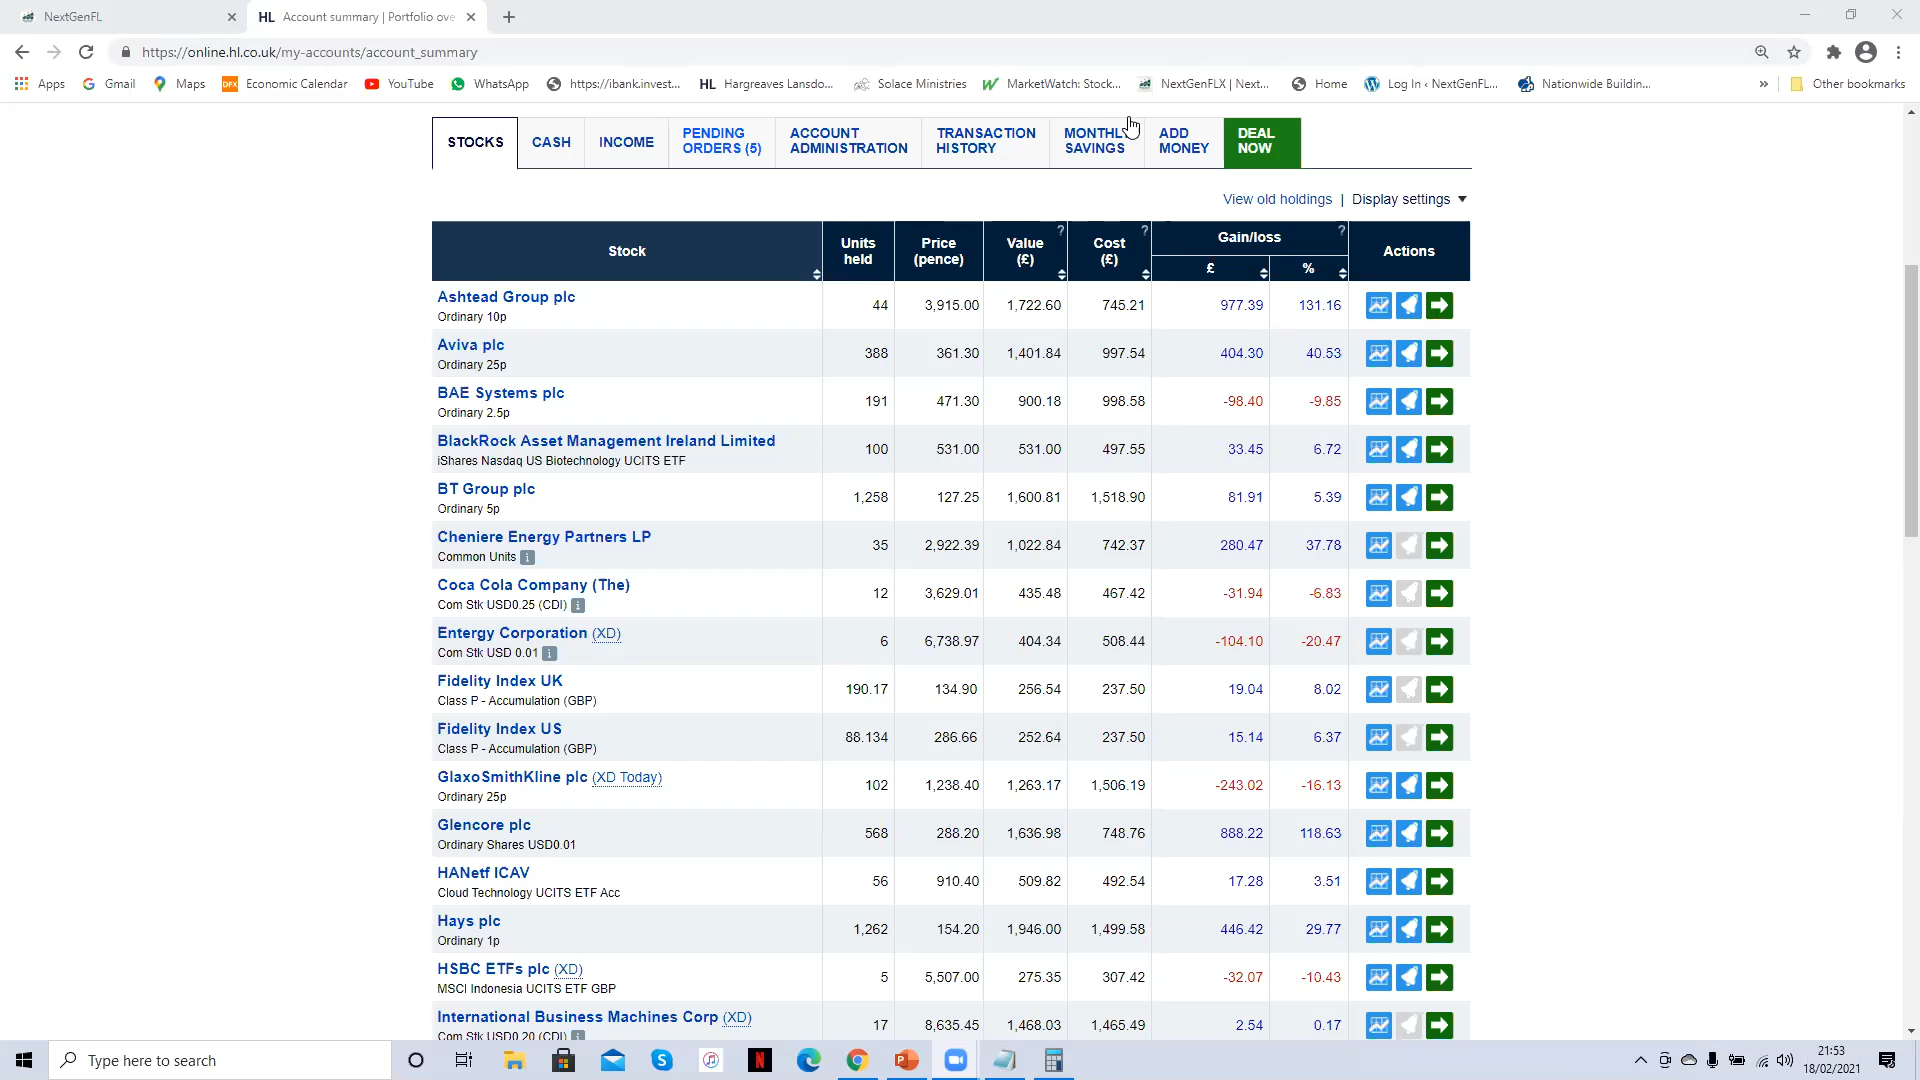 NextGenFL
HL Account summary | Portfolio ove
https://online.hl.co.uk/my-accounts/account_summary
Apps Gmail Maps DFX Economic Calendar YouTube WhatsApp https://ibank.invest... HL Hargreaves Lansdo... Solace Ministries MarketWatch: Stock... NextGenFLX | Next... Home Log In ‹ NextGenFL... Nationwide Buildin... » Other bookmarks
STOCKS CASH INCOME PENDING ORDERS (5) ACCOUNT ADMINISTRATION TRANSACTION HISTORY MONTHLY SAVINGS ADD MONEY DEAL NOW
View old holdings | Display settings
Stock Units held Price (pence) Value (£) ? Cost (£) ? Gain/loss ? Actions
£ %
Ashtead Group plc 44 3,915.00 1,722.60 745.21 977.39 131.16
Ordinary 10p
Aviva plc 388 361.30 1,401.84 997.54 404.30 40.53
Ordinary 25p
BAE Systems plc 191 471.30 900.18 998.58 -98.40 -9.85
Ordinary 2.5p
BlackRock Asset Management Ireland Limited 100 531.00 531.00 497.55 33.45 6.72
iShares Nasdaq US Biotechnology UCITS ETF
BT Group plc 1,258 127.25 1,600.81 1,518.90 81.91 5.39
Ordinary 5p
Cheniere Energy Partners LP 35 2,922.39 1,022.84 742.37 280.47 37.78
Common Units i
Coca Cola Company (The) 12 3,629.01 435.48 467.42 -31.94 -6.83
Com Stk USD0.25 (CDI) i
Entergy Corporation (XD) 6 6,738.97 404.34 508.44 -104.10 -20.47
Com Stk USD 0.01 i
Fidelity Index UK 190.17 134.90 256.54 237.50 19.04 8.02
Class P - Accumulation (GBP)
Fidelity Index US 88.134 286.66 252.64 237.50 15.14 6.37
Class P - Accumulation (GBP)
GlaxoSmithKline plc (XD Today) 102 1,238.40 1,263.17 1,506.19 -243.02 -16.13
Ordinary 25p
Glencore plc 568 288.20 1,636.98 748.76 888.22 118.63
Ordinary Shares USD0.01
HANetf ICAV 56 910.40 509.82 492.54 17.28 3.51
Cloud Technology UCITS ETF Acc
Hays plc 1,262 154.20 1,946.00 1,499.58 446.42 29.77
Ordinary 1p
HSBC ETFs plc (XD) 5 5,507.00 275.35 307.42 -32.07 -10.43
MSCI Indonesia UCITS ETF GBP
International Business Machines Corp (XD) 17 8,635.45 1,468.03 1,465.49 2.54 0.17
Com Stk USD0.20 (CDI) i
Type here to search
21:53
18/02/2021